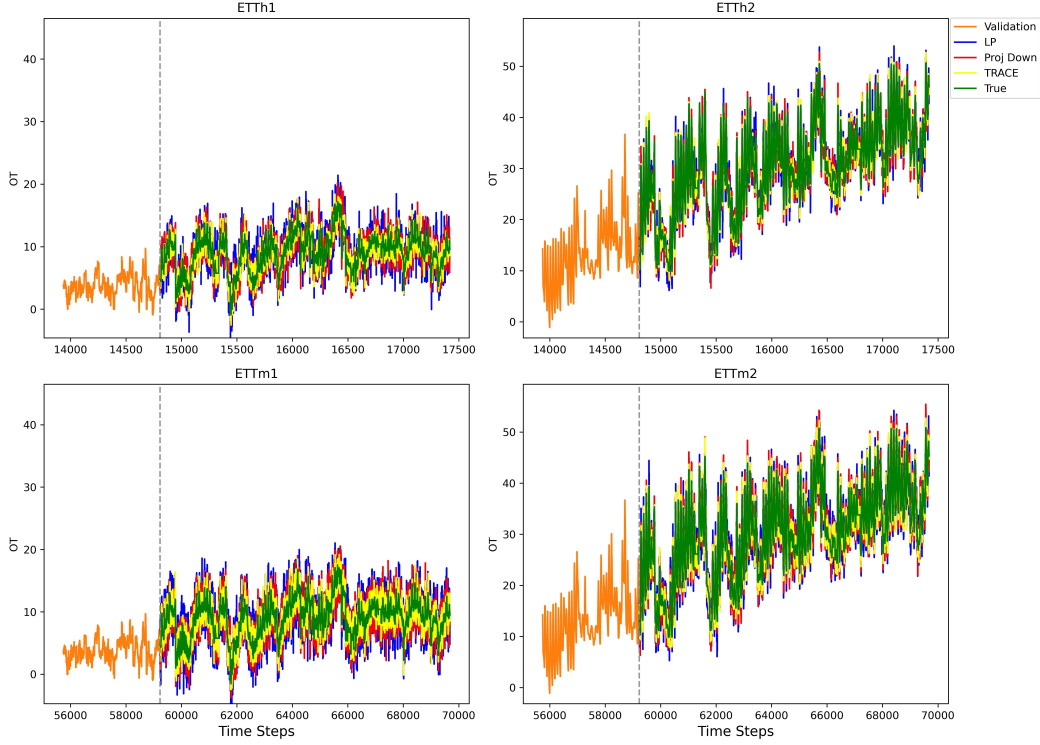 ETTh1
40
30
20
10
0
OT
14000 14500 15000 15500 16000 16500 17000 17500
ETTh2
50
40
30
20
10
0
OT
14000 14500 15000 15500 16000 16500 17000 17500
Validation
LP
Proj Down
TRACE
True
ETTm1
40
30
20
10
0
OT
56000 58000 60000 62000 64000 66000 68000 70000
Time Steps
ETTm2
50
40
30
20
10
0
OT
56000 58000 60000 62000 64000 66000 68000 70000
Time Steps